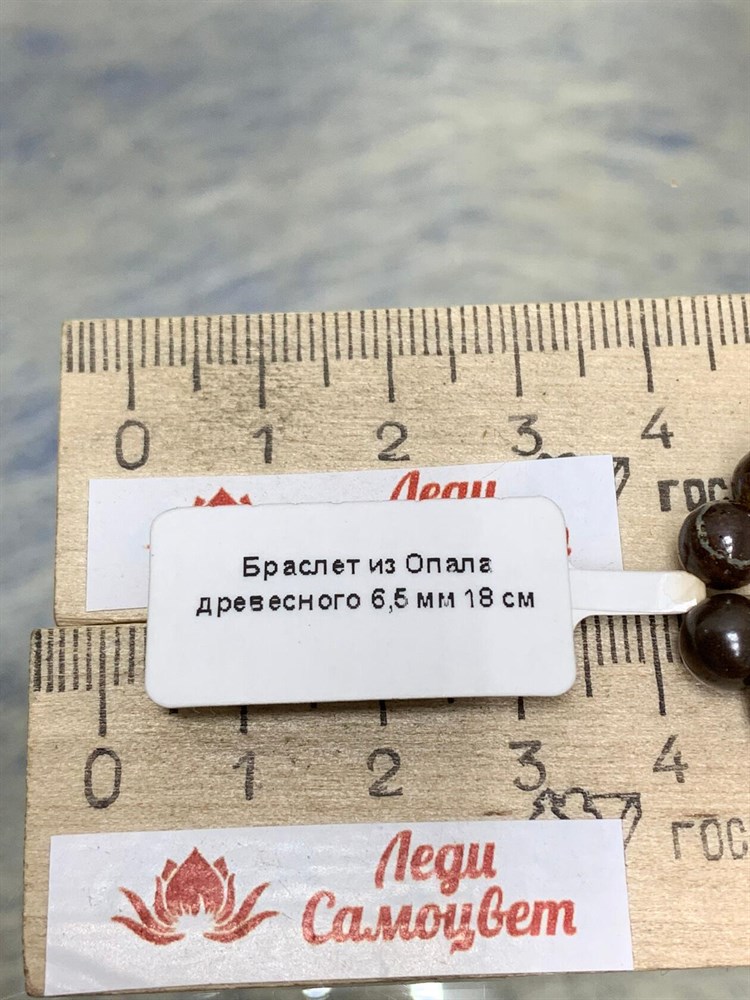 0 1 2 3 4
Леди
ГОС
Браслет из Опала
древесного 6,5 мм 18 см
0 1 2 3 4
ГОС
Леди
Самоцвет